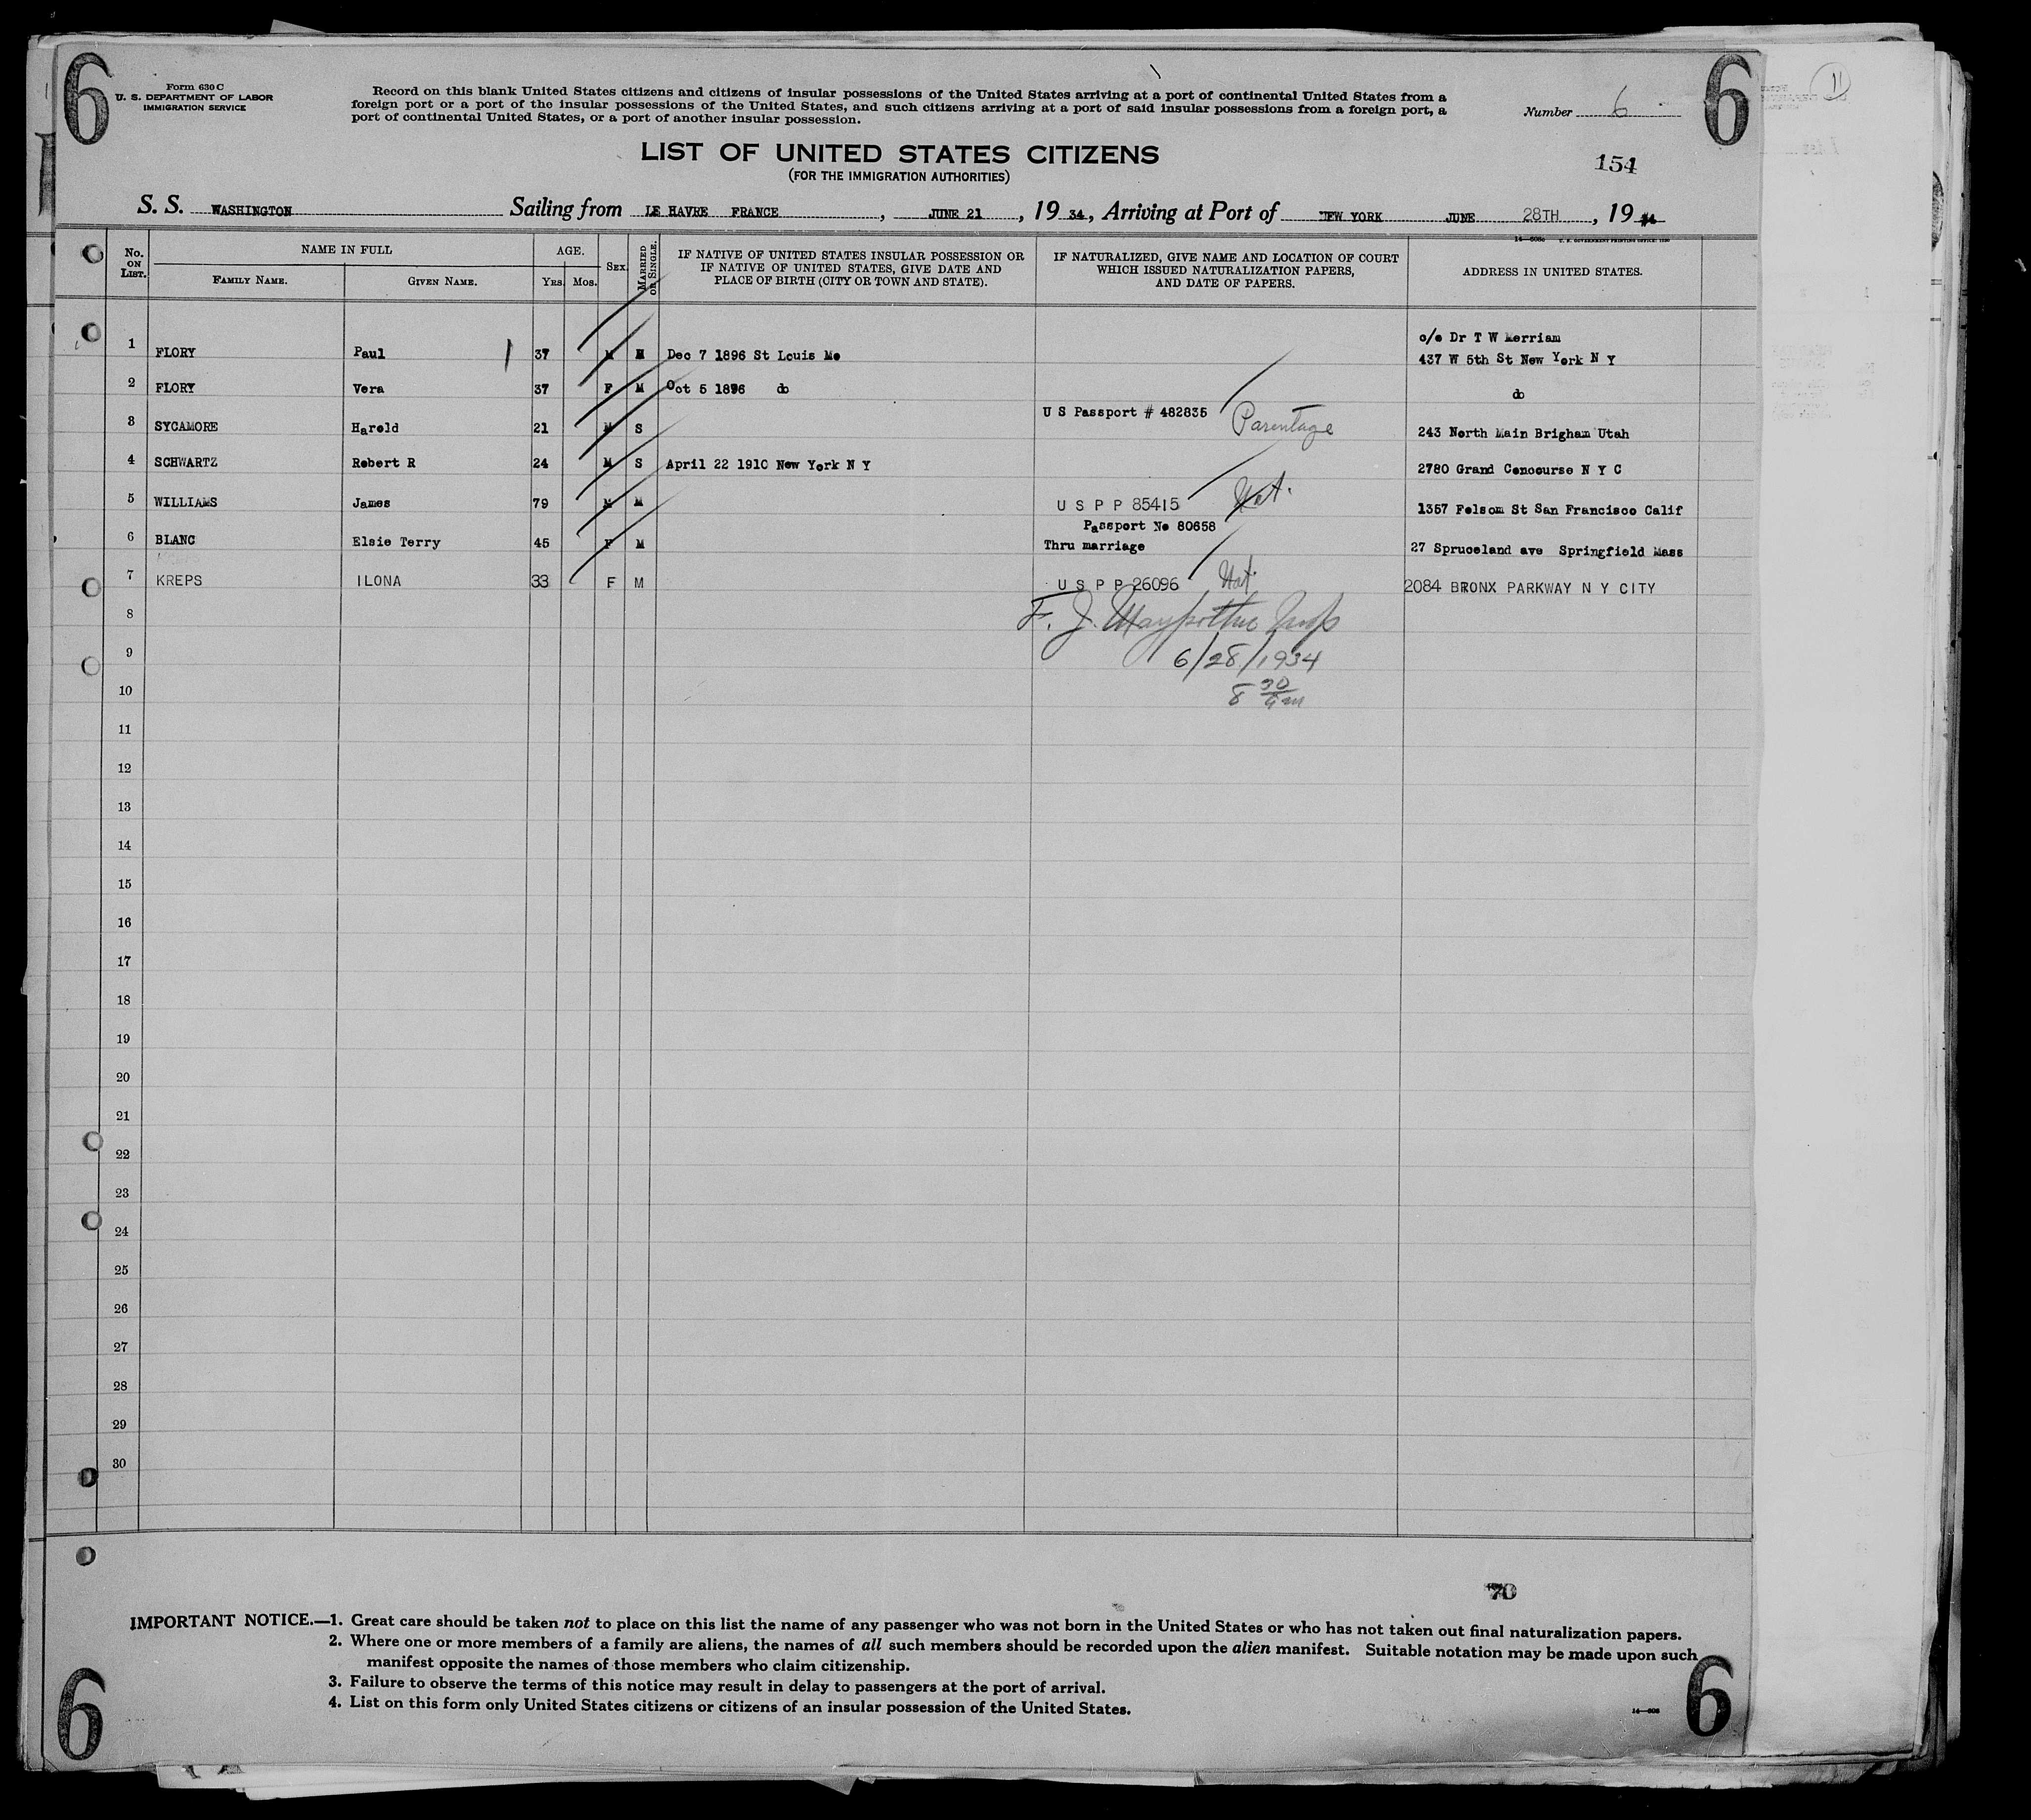 6
6
Form 630 C
U. S. DEPARTMENT OF LABOR
IMMIGRATION SERVICE
Record on this blank United States citizens and citizens of insular possessions of the United States arriving at a port of continental United States from a
foreign port or a port of the insular possessions of the United States, and such citizens arriving at a port of said insular possessions from a foreign port, a
port of continental United States, or a port of another insular possession.
Number 6
LIST OF UNITED STATES CITIZENS
(FOR THE IMMIGRATION AUTHORITIES)
154
S. S. WASHINGTON Sailing from LE HAVRE FRANCE, JUNE 21, 19 34, Arriving at Port of NEW YORK JUNE 28TH, 19
No. ON LIST. NAME IN FULL FAMILY NAME. GIVEN NAME. AGE. YRS. MOS. SEX. MARRIED OR SINGLE. IF NATIVE OF UNITED STATES INSULAR POSSESSION OR IF NATIVE OF UNITED STATES, GIVE DATE AND PLACE OF BIRTH (CITY OR TOWN AND STATE). IF NATURALIZED, GIVE NAME AND LOCATION OF COURT WHICH ISSUED NATURALIZATION PAPERS, AND DATE OF PAPERS. ADDRESS IN UNITED STATES.
c/o Dr T W Merriam
1 FLORY Paul 37 M M Dec 7 1896 St Louis Mo 437 W 5th St New York N Y
2 FLORY Vera 37 F M Oct 5 1896 do do
U S Passport # 482835 Parentage
3 SYCAMORE Harold 21 M S 243 North Main Brigham Utah
4 SCHWARTZ Robert R 24 M S April 22 1910 New York N Y 2780 Grand Concourse N Y C
5 WILLIAMS James 79 M M U S P P 85415 Nat. 1357 Folsom St San Francisco Calif
Passport No 80658
6 BLANC Elsie Terry 45 F M Thru marriage 27 Spruceland ave Springfield Mass
7 KREPS ILONA 33 F M U S P P 26096 Nat 2084 BRONX PARKWAY N Y CITY
8 F. J.
9 6/28/1934
10 8 30 am
11
12
13
14
15
16
17
18
19
20
21
22
23
24
25
26
27
28
29
30
70
IMPORTANT NOTICE.—1. Great care should be taken not to place on this list the name of any passenger who was not born in the United States or who has not taken out final naturalization papers.
2. Where one or more members of a family are aliens, the names of all such members should be recorded upon the alien manifest. Suitable notation may be made upon such
manifest opposite the names of those members who claim citizenship.
3. Failure to observe the terms of this notice may result in delay to passengers at the port of arrival.
4. List on this form only United States citizens or citizens of an insular possession of the United States.
6
6